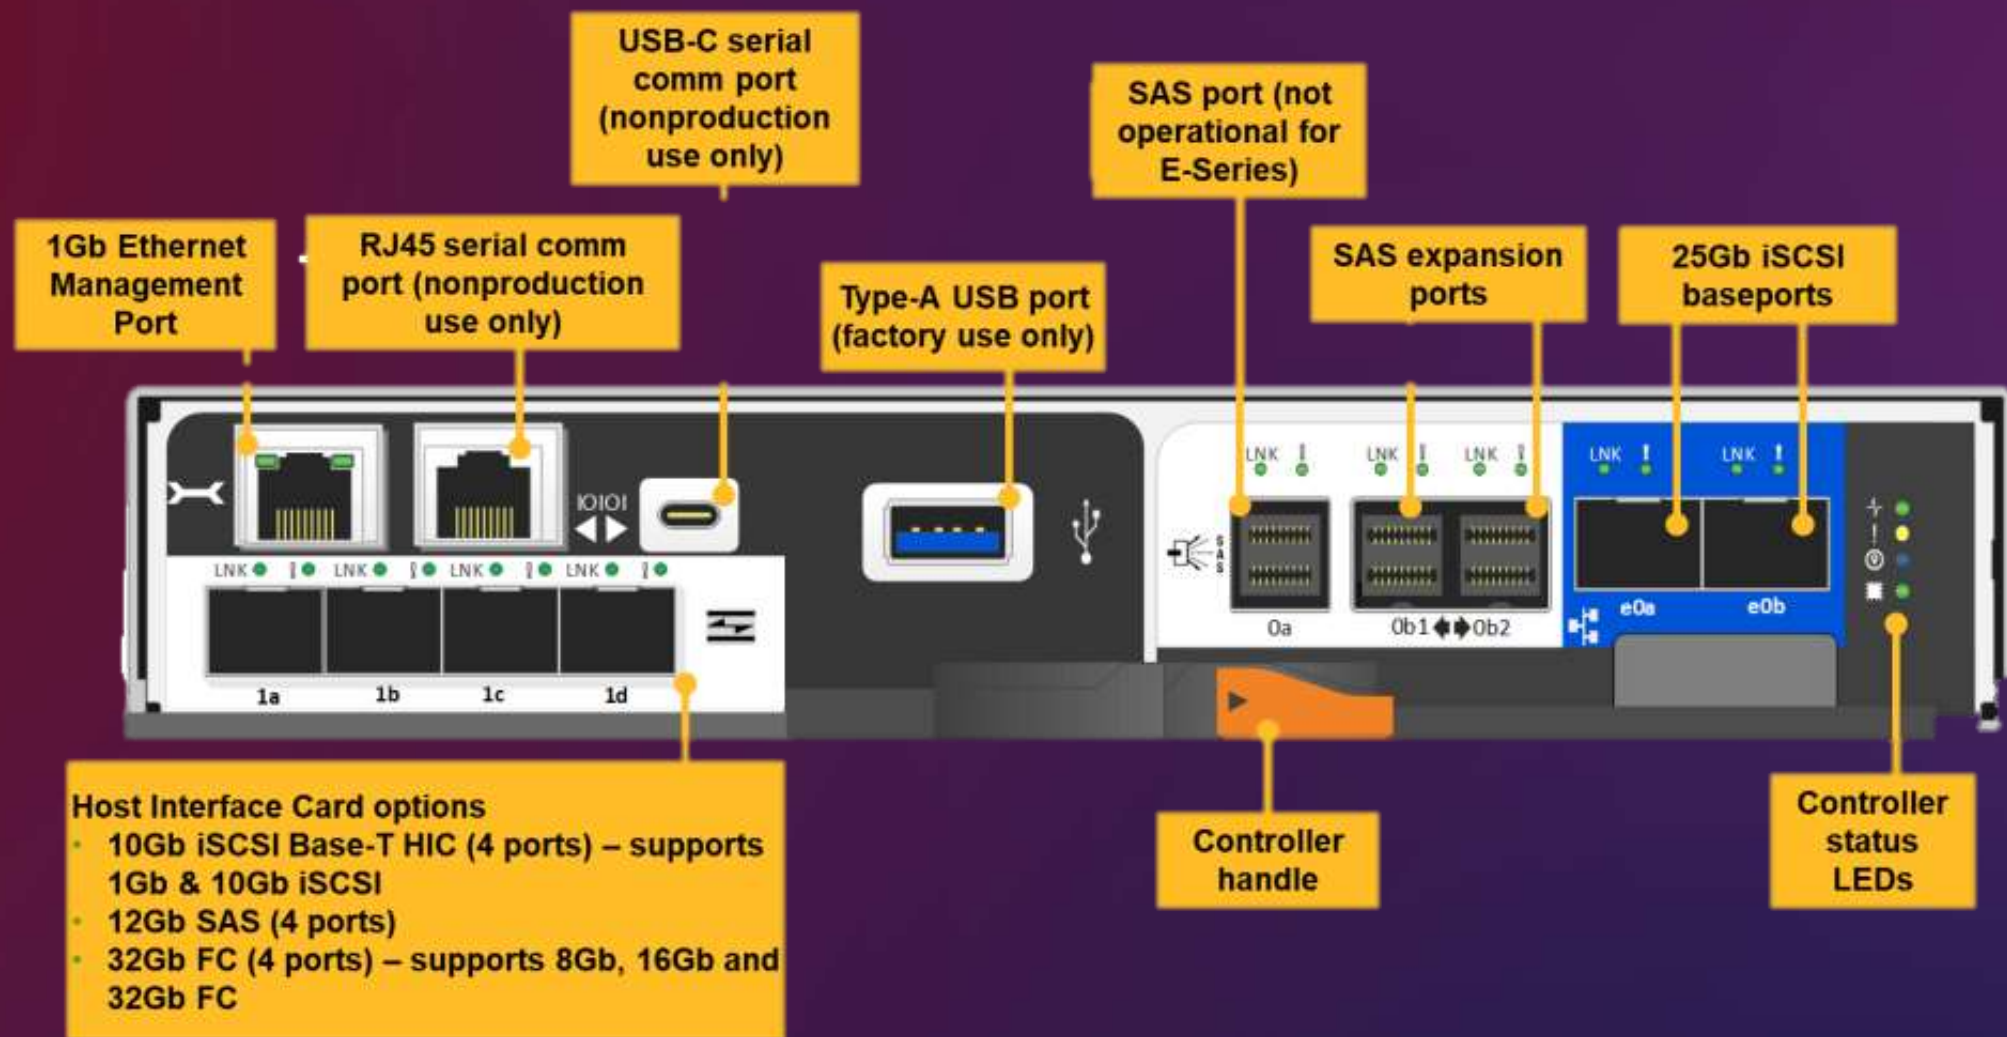 USB-C serial
comm port
(nonproduction
use only)
SAS port (not
operational for
E-Series)
1Gb Ethernet
Management
Port
RJ45 serial comm
port (nonproduction
use only)
Type-A USB port
(factory use only)
SAS expansion
ports
25Gb iSCSI
baseports
IOIOI
LNK
LNK
LNK
LNK
LNK
SAS
0a
0b1
0b2
e0a
e0b
LNK
LNK
LNK
LNK
1a
1b
1c
1d
Host Interface Card options
• 10Gb iSCSI Base-T HIC (4 ports) – supports
1Gb & 10Gb iSCSI
• 12Gb SAS (4 ports)
• 32Gb FC (4 ports) – supports 8Gb, 16Gb and
32Gb FC
Controller
handle
Controller
status
LEDs